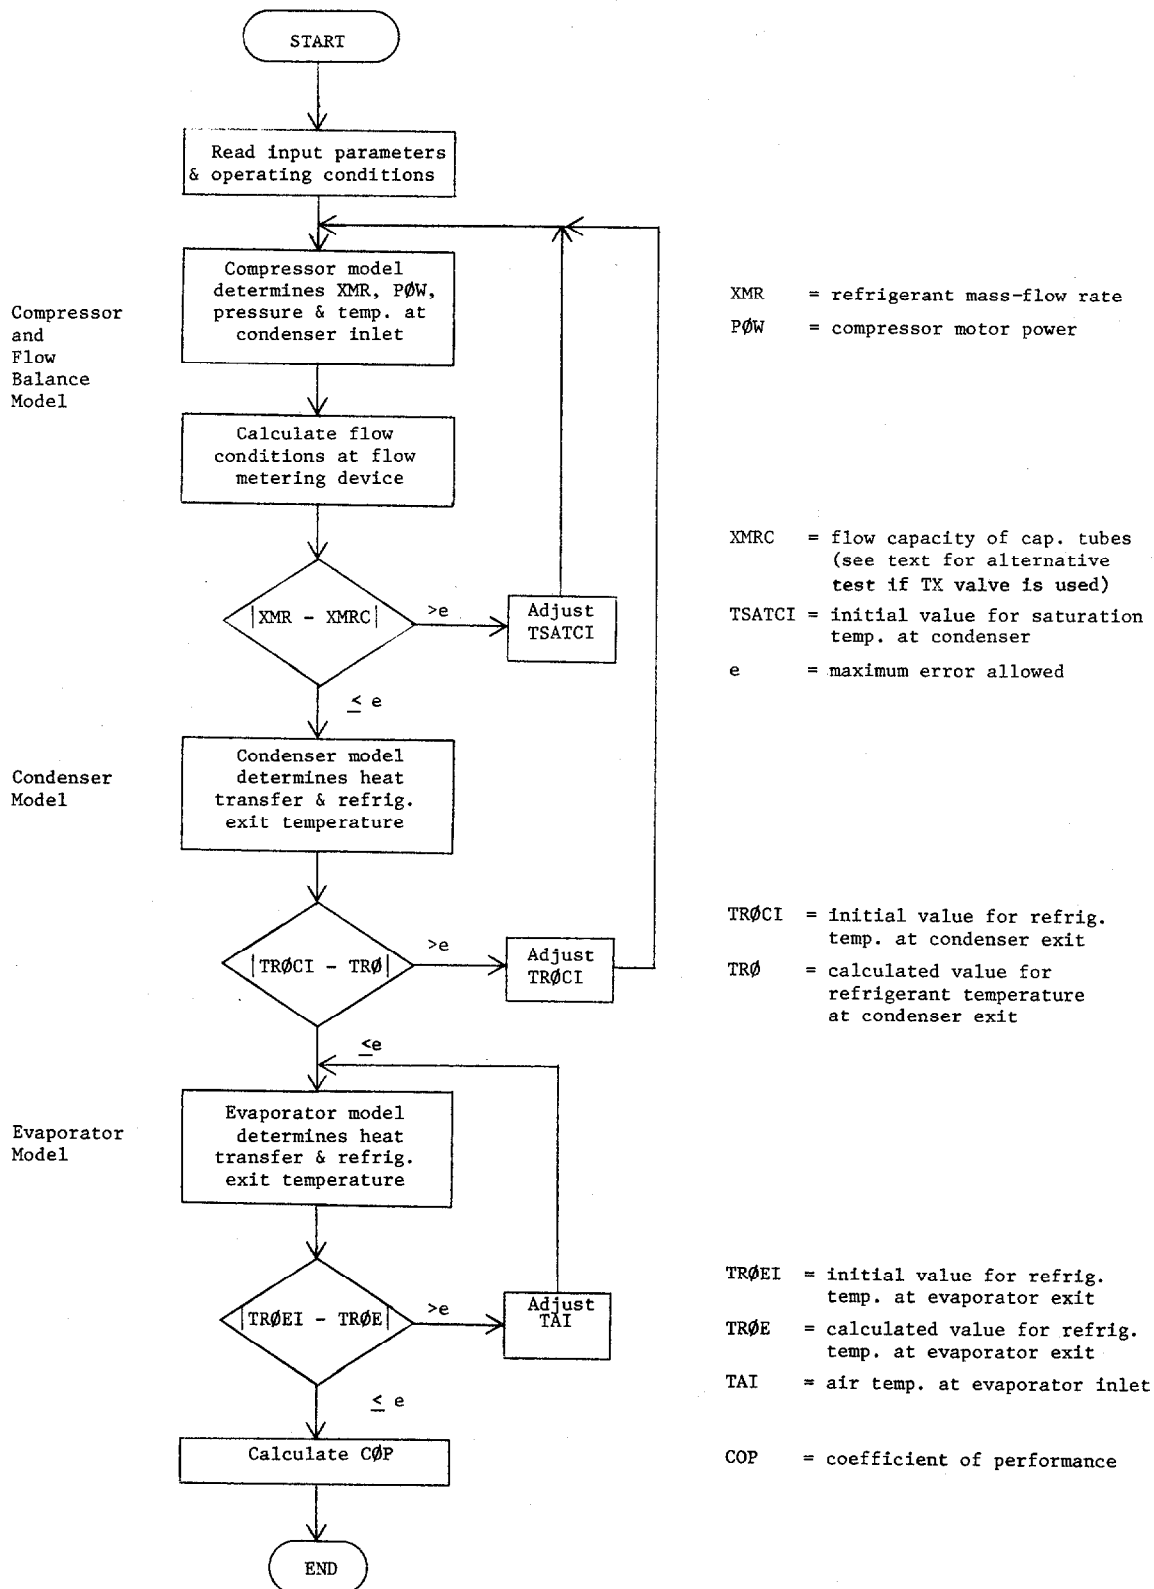 START
Read input parameters
& operating conditions
Compressor
and
Flow
Balance
Model
Compressor model
determines XMR, PØW,
pressure & temp. at
condenser inlet
XMR = refrigerant mass-flow rate
PØW = compressor motor power
Calculate flow
conditions at flow
metering device
|XMR - XMRC|
>e
Adjust
TSATCI
≤ e
XMRC = flow capacity of cap. tubes
(see text for alternative
test if TX valve is used)
TSATCI = initial value for saturation
temp. at condenser
e = maximum error allowed
Condenser
Model
Condenser model
determines heat
transfer & refrig.
exit temperature
|TRØCI - TRØ|
>e
Adjust
TRØCI
≤e
TRØCI = initial value for refrig.
temp. at condenser exit
TRØ = calculated value for
refrigerant temperature
at condenser exit
Evaporator
Model
Evaporator model
determines heat
transfer & refrig.
exit temperature
|TRØEI - TRØE|
>e
Adjust
TAI
≤ e
TRØEI = initial value for refrig.
temp. at evaporator exit
TRØE = calculated value for refrig.
temp. at evaporator exit
TAI = air temp. at evaporator inlet
Calculate CØP
COP = coefficient of performance
END